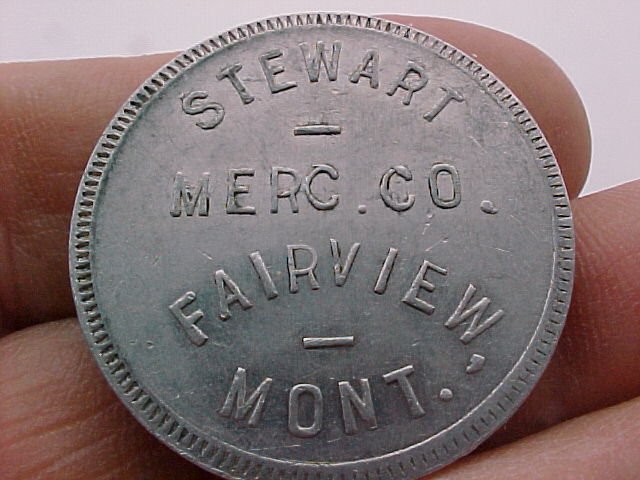 STEWART
MERC. CO.
FAIRVIEW,
MONT.